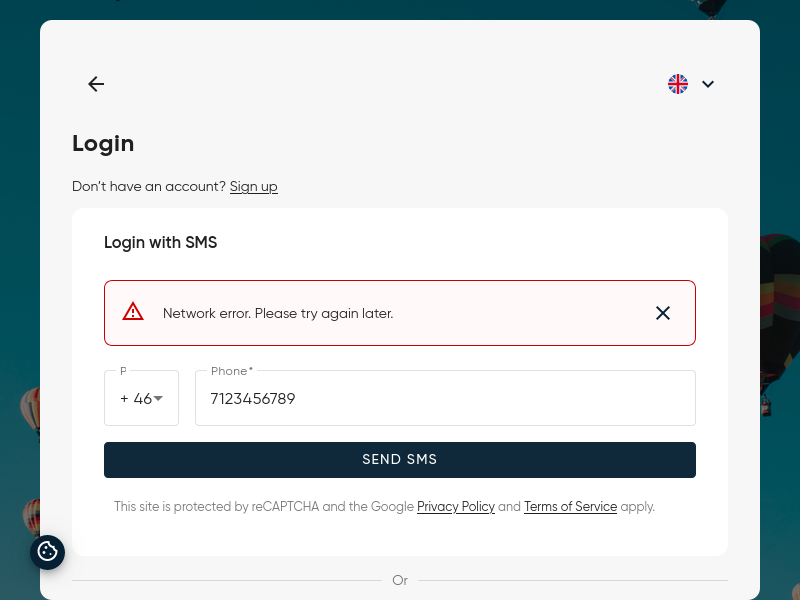 Login
Don't have an account? Sign up
Login with SMS
Network error. Please try again later.
P
Phone*
+ 46
7123456789
SEND SMS
This site is protected by reCAPTCHA and the Google Privacy Policy and Terms of Service apply.
Or